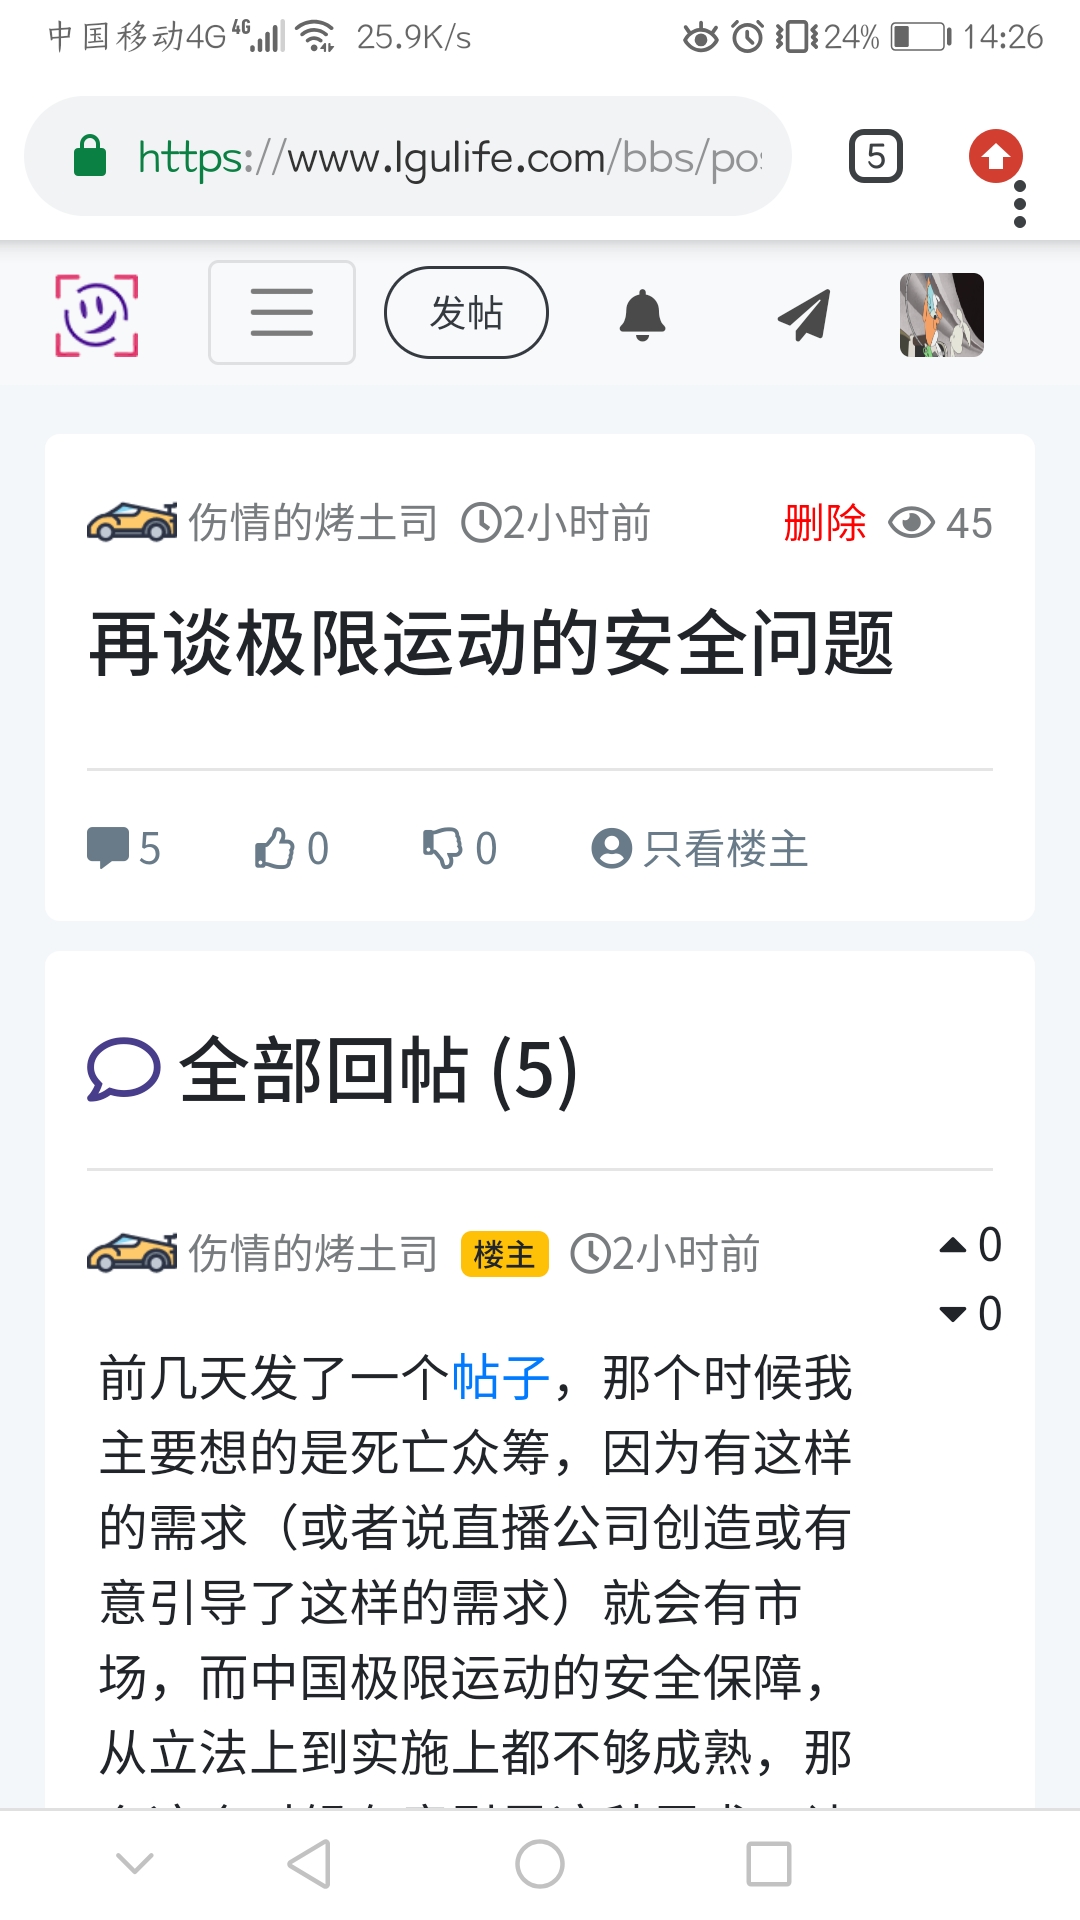 中国移动4G 4G 25.9K/s 24% 14:26
https://www.lgulife.com/bbs/po
5
发帖
伤情的烤土司 2小时前 删除 45
再谈极限运动的安全问题
5 0 0 只看楼主
全部回帖 (5)
伤情的烤土司 楼主 2小时前 0
0
前几天发了一个帖子，那个时候我
主要想的是死亡众筹，因为有这样
的需求（或者说直播公司创造或有
意引导了这样的需求）就会有市
场，而中国极限运动的安全保障，
从立法上到实施上都不够成熟，那